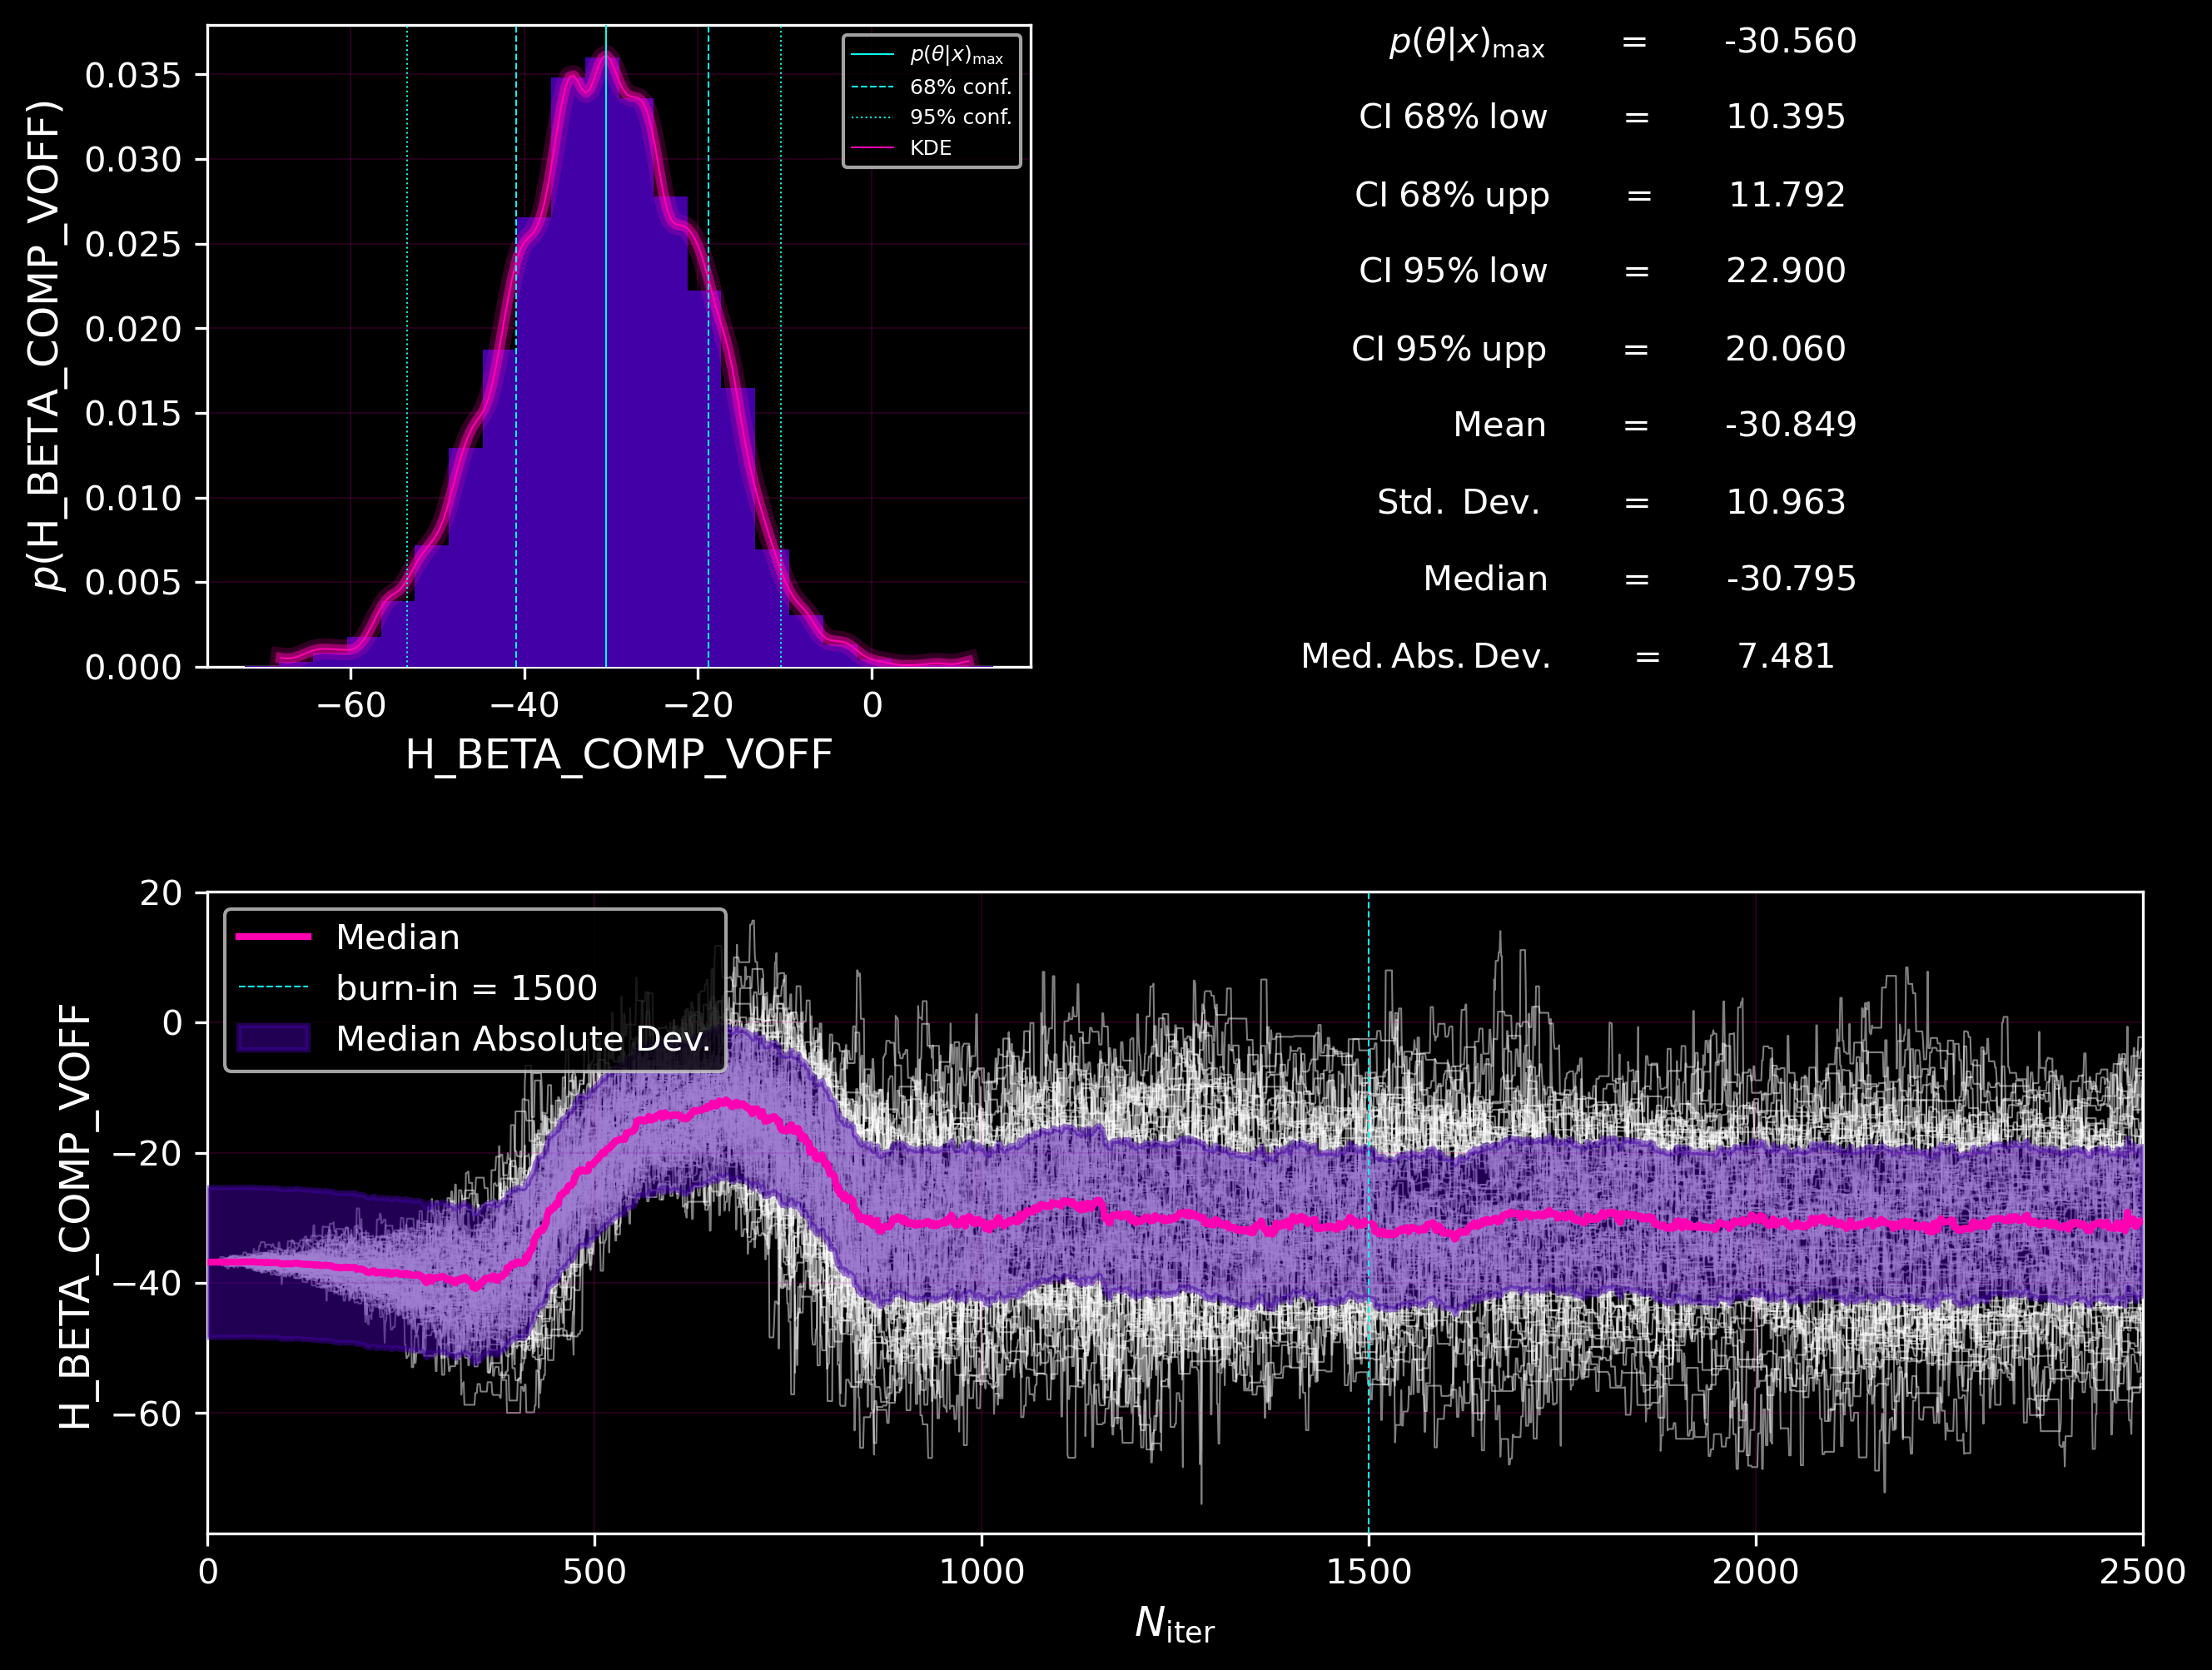 p(H_BETA_COMP_VOFF)
0.035
0.030
0.025
0.020
0.015
0.010
0.005
0.000
p(θ|x)max
68% conf.
95% conf.
KDE
−60 −40 −20 0
H_BETA_COMP_VOFF
p(θ|x)max = -30.560
CI 68% low = 10.395
CI 68% upp = 11.792
CI 95% low = 22.900
CI 95% upp = 20.060
Mean = -30.849
Std. Dev. = 10.963
Median = -30.795
Med. Abs. Dev. = 7.481
H_BETA_COMP_VOFF
20
0
−20
−40
−60
Median
burn-in = 1500
Median Absolute Dev.
0 500 1000 1500 2000 2500
Niter